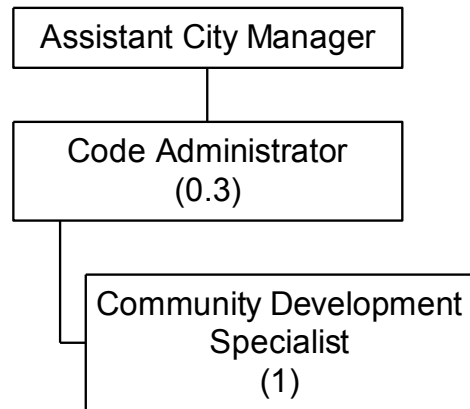 Assistant City Manager
Code Administrator
(0.3)
Community Development
Specialist
(1)